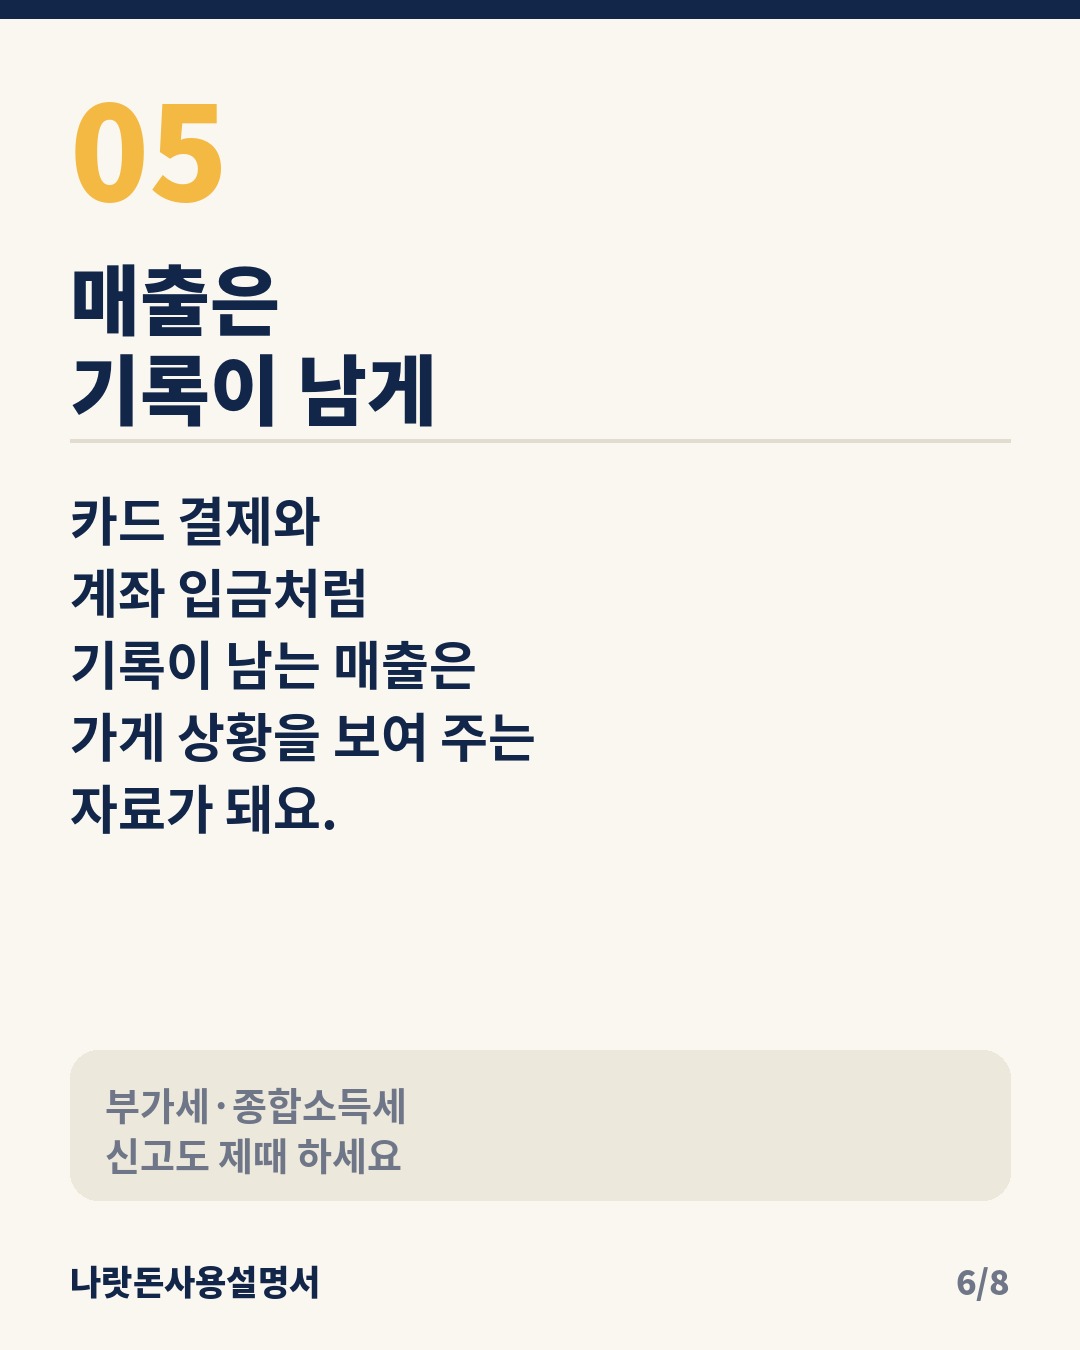 05
매출은
기록이 남게
카드 결제와
계좌 입금처럼
기록이 남는 매출은
가게 상황을 보여 주는
자료가 돼요.
부가세·종합소득세
신고도 제때 하세요
나랏돈사용설명서
6/8